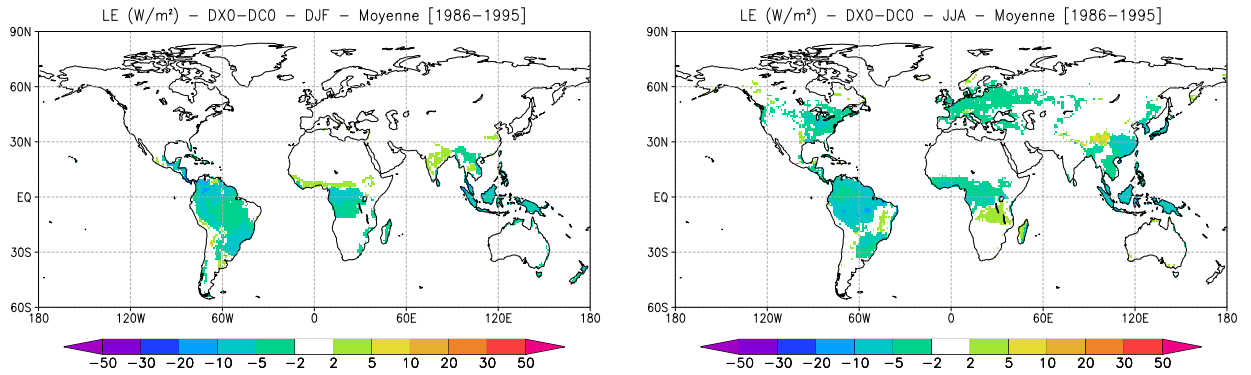 LE (W/m²) – DX0–DC0 – DJF – Moyenne [1986–1995]
90N
60N
30N
EQ
30S
60S
180 120W 60W 0 60E 120E 180
−50 −30 −20 −10 −5 −2 2 5 10 20 30 50
LE (W/m²) – DX0–DC0 – JJA – Moyenne [1986–1995]
90N
60N
30N
EQ
30S
60S
180 120W 60W 0 60E 120E 180
−50 −30 −20 −10 −5 −2 2 5 10 20 30 50